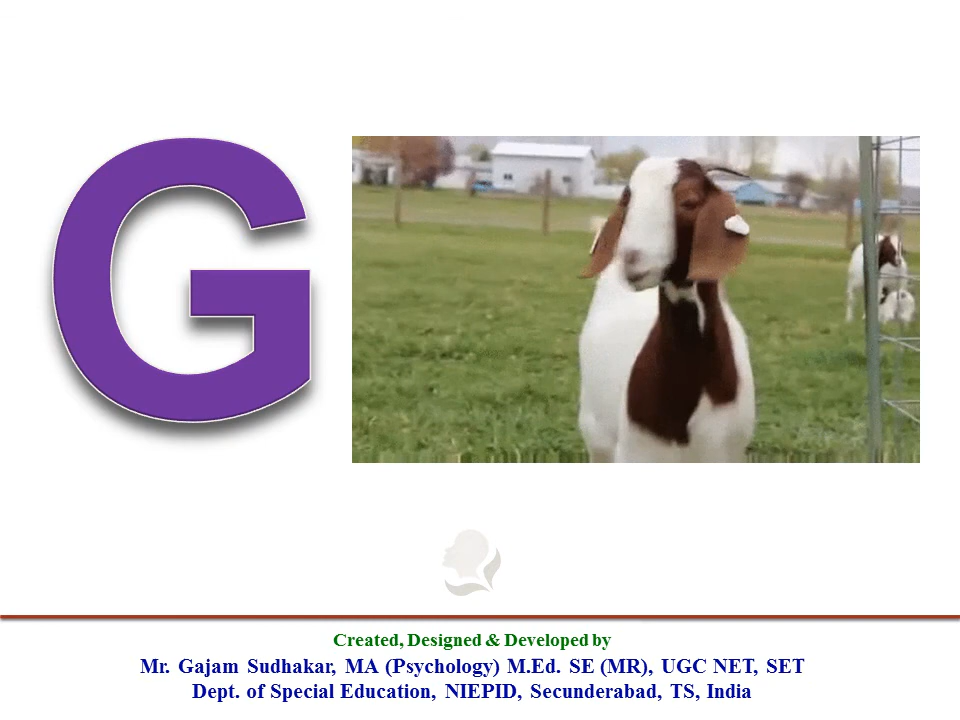 G
Created, Designed & Developed by
Mr. Gajam Sudhakar, MA (Psychology) M.Ed. SE (MR), UGC NET, SET
Dept. of Special Education, NIEPID, Secunderabad, TS, India